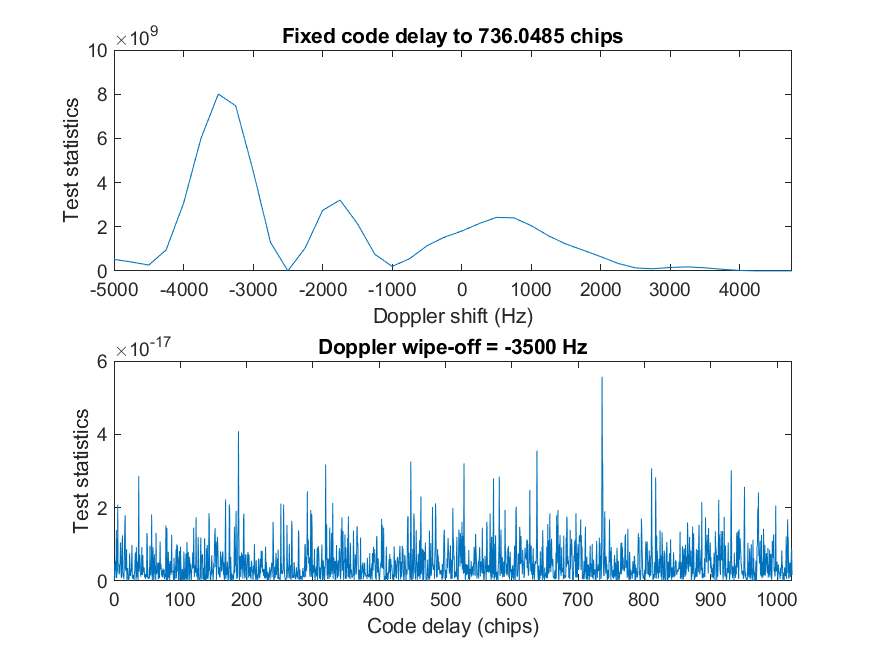 ×10^9
Fixed code delay to 736.0485 chips
10
8
6
4
2
0
Test statistics
-5000 -4000 -3000 -2000 -1000 0 1000 2000 3000 4000
Doppler shift (Hz)
×10^-17
Doppler wipe-off = -3500 Hz
6
4
2
0
Test statistics
0 100 200 300 400 500 600 700 800 900 1000
Code delay (chips)